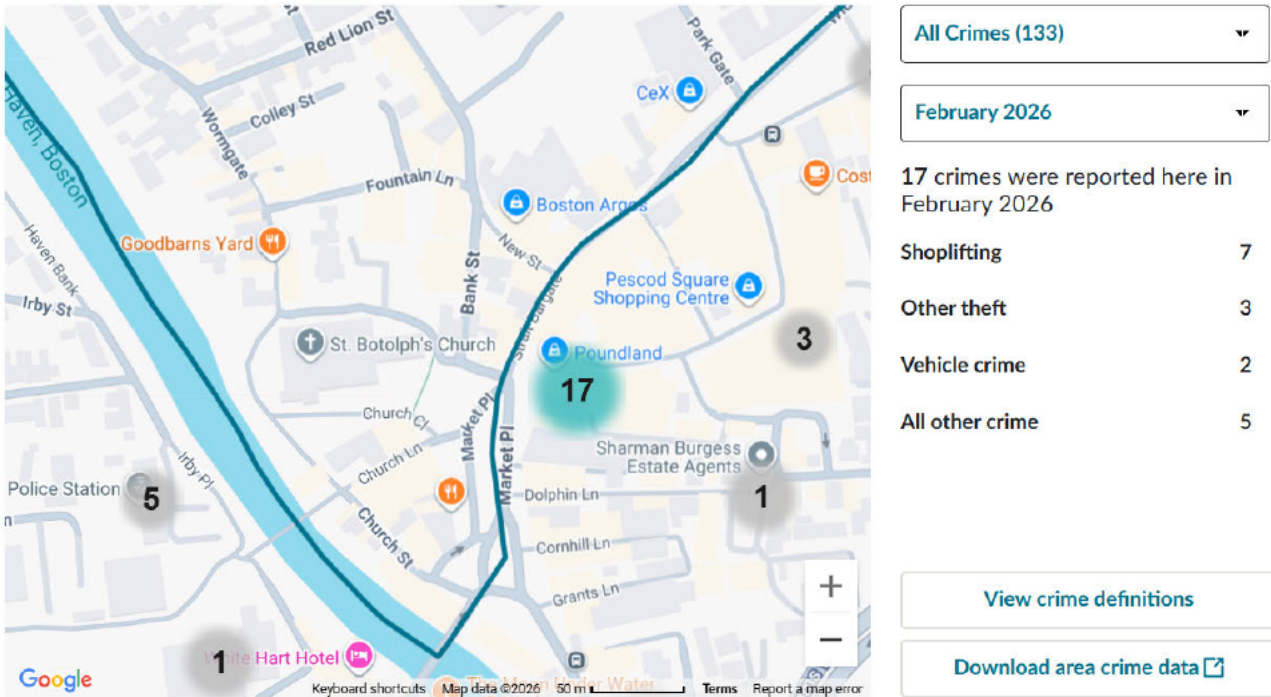 Red Lion St
Park Gate
CeX
Colley St
Wormgate
Haven, Boston
Fountain Ln
Boston Argos
Goodbarns Yard
New St
Haven Bank
Bank St
Pescod Square
Shopping Centre
Irby St
Strait Bargate
St. Botolph's Church
Poundland
3
17
Church Cl
Market Pl
Market Pl
Sharman Burgess
Estate Agents
Church Ln
Irby Pl
Police Station
5
Dolphin Ln
1
Church St
Cornhill Ln
Grants Ln
+
−
1
White Hart Hotel
The Moon Under Water
Google
Keyboard shortcuts
Map data ©2026
50 m
Terms
Report a map error
All Crimes (133)
February 2026
17 crimes were reported here in
February 2026
Shoplifting 7
Other theft 3
Vehicle crime 2
All other crime 5
View crime definitions
Download area crime data